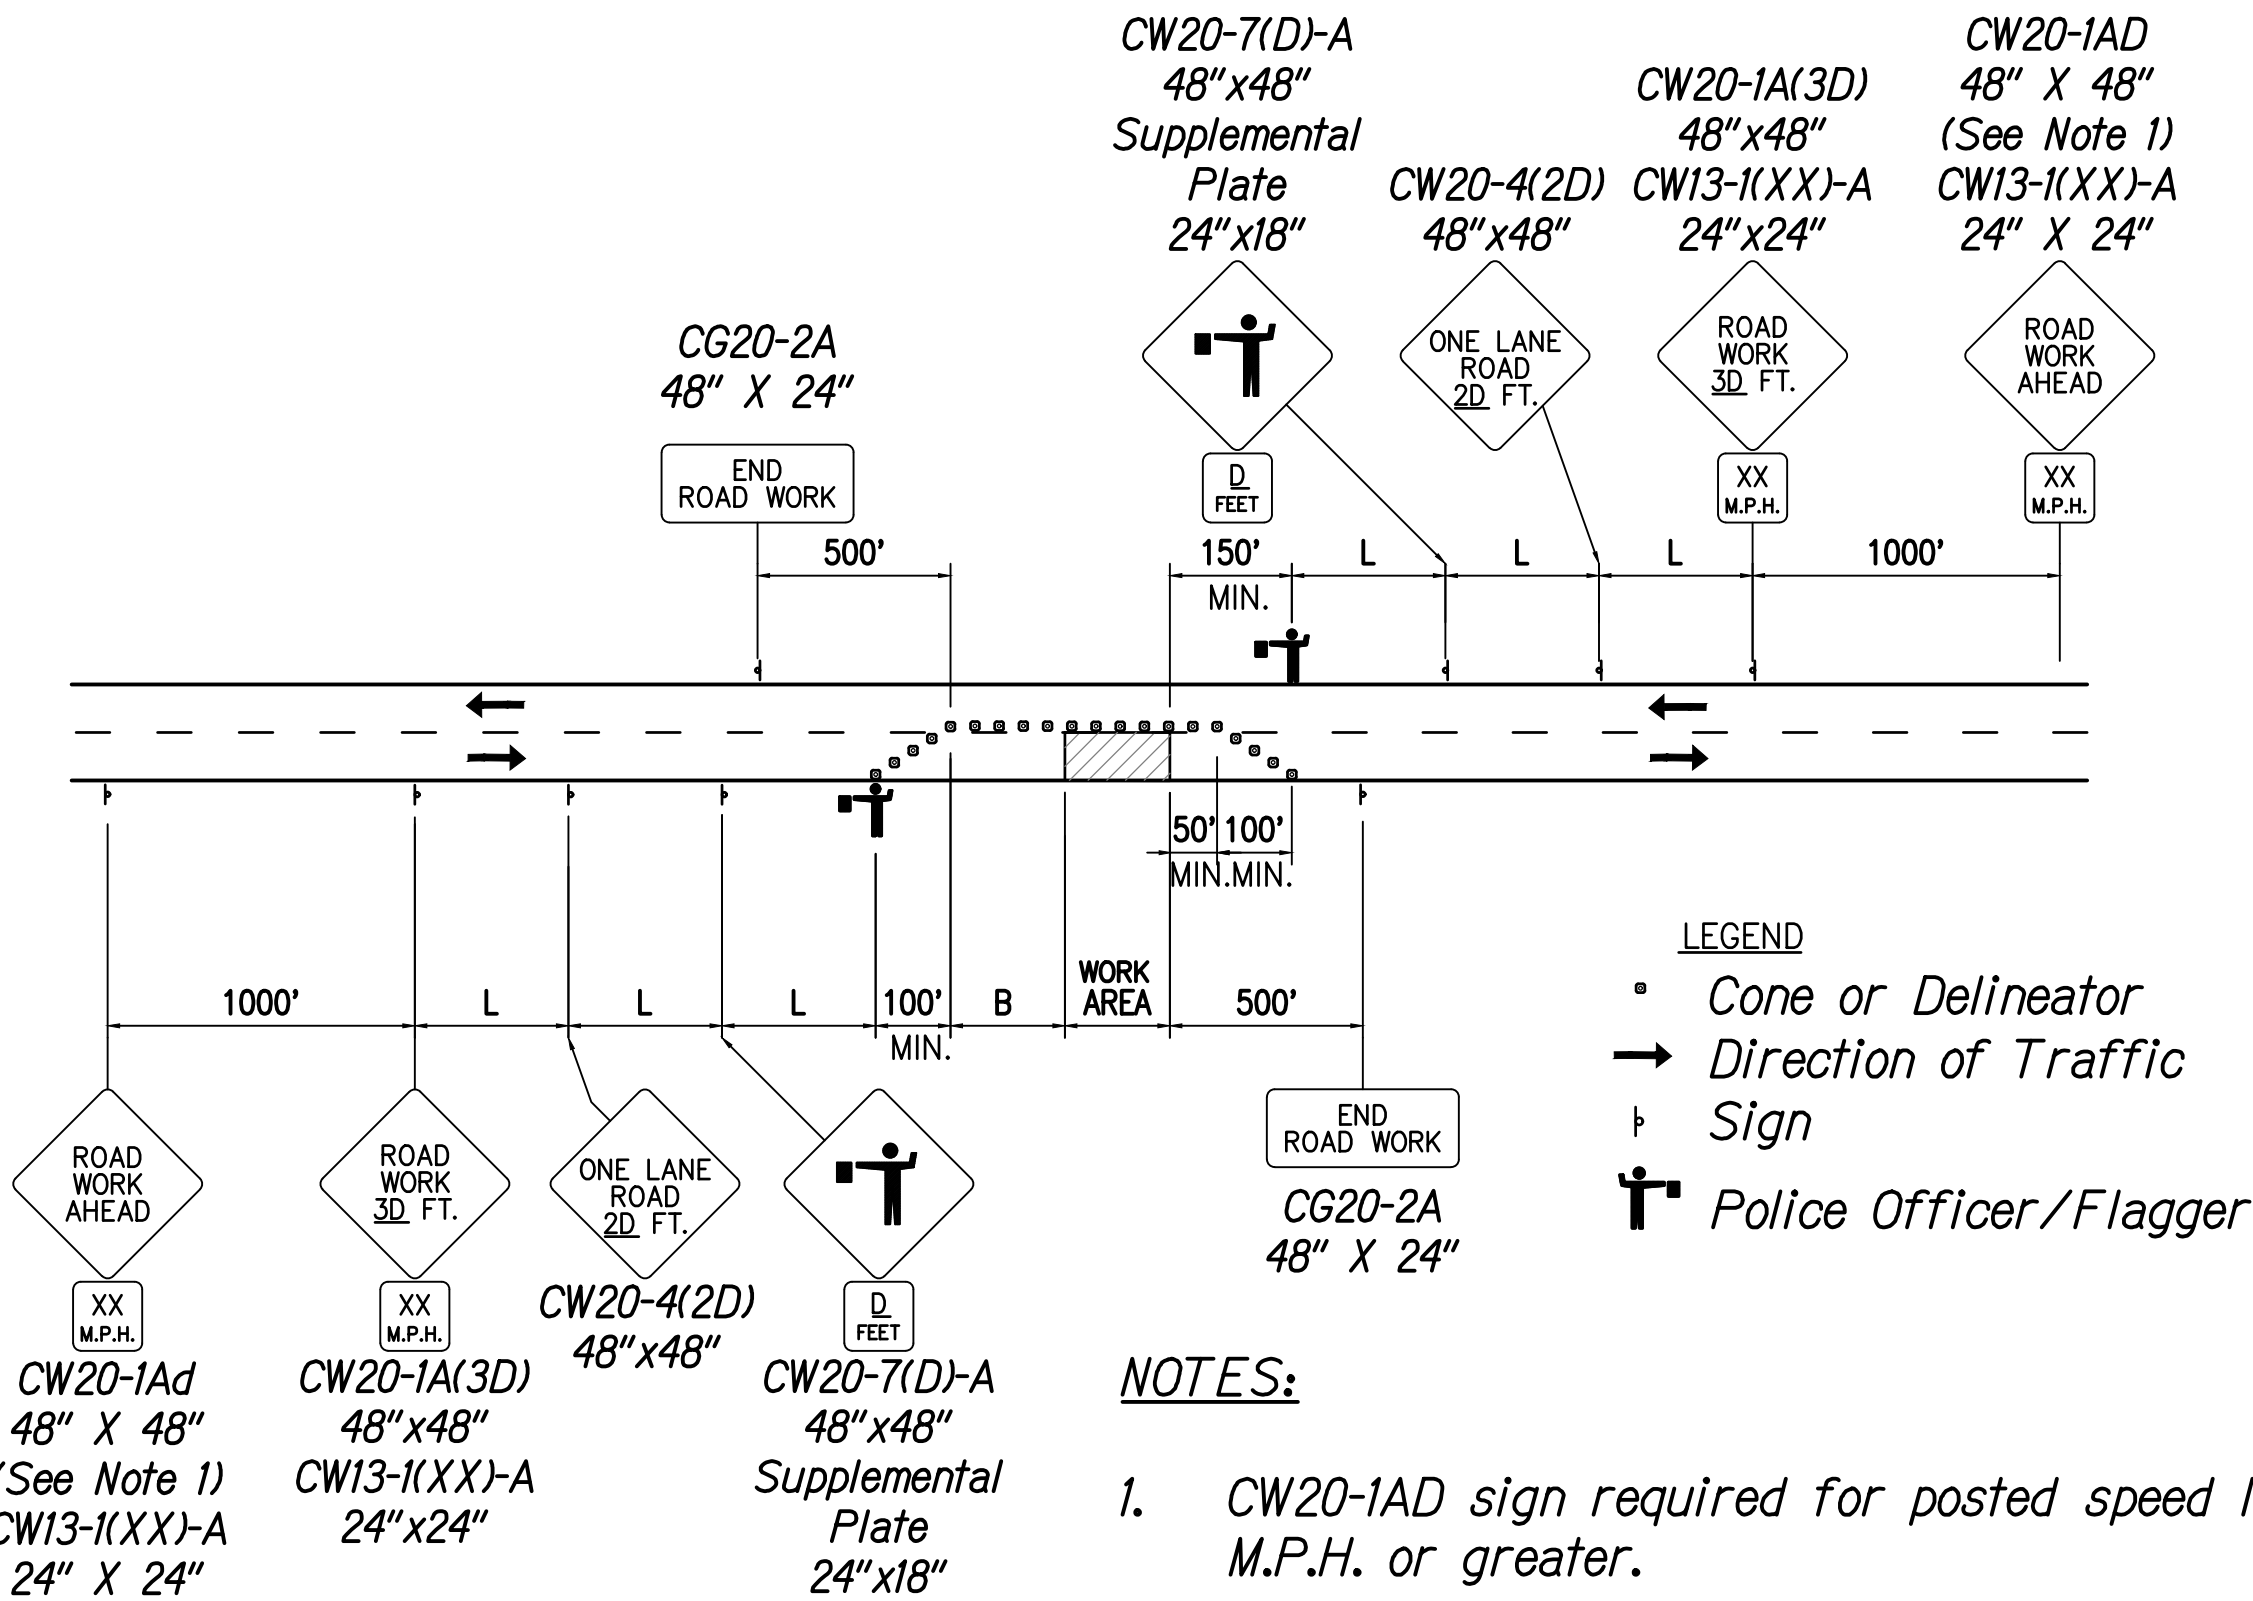 CW20-7(D)-A
48"x48"
Supplemental
Plate
24"x18"
CW20-4(2D)
48"x48"
CW20-1A(3D)
48"x48"
CW13-1(XX)-A
24"x24"
CW20-1AD
48" X 48"
(See Note 1)
CW13-1(XX)-A
24" X 24"
CG20-2A
48" X 24"
END
ROAD WORK
D
FEET
ONE LANE
ROAD
2D FT.
ROAD
WORK
3D FT.
XX
M.P.H.
ROAD
WORK
AHEAD
XX
M.P.H.
500'
150'
MIN.
L
L
L
1000'
50'
MIN.
100'
MIN.
1000'
L
L
L
100'
MIN.
B
WORK
AREA
500'
LEGEND
Cone or Delineator
Direction of Traffic
Sign
Police Officer/Flagger
ROAD
WORK
AHEAD
XX
M.P.H.
CW20-1Ad
48" X 48"
(See Note 1)
CW13-1(XX)-A
24" X 24"
ROAD
WORK
3D FT.
XX
M.P.H.
CW20-1A(3D)
48"x48"
CW13-1(XX)-A
24"x24"
ONE LANE
ROAD
2D FT.
CW20-4(2D)
48"x48"
D
FEET
CW20-7(D)-A
48"x48"
Supplemental
Plate
24"x18"
END
ROAD WORK
CG20-2A
48" X 24"
NOTES:
1. CW20-1AD sign required for posted speed
M.P.H. or greater.